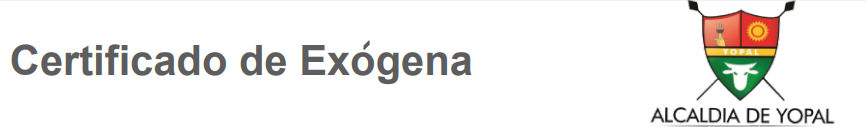 Certificado de Exógena
YOPAL
ALCALDIA DE YOPAL